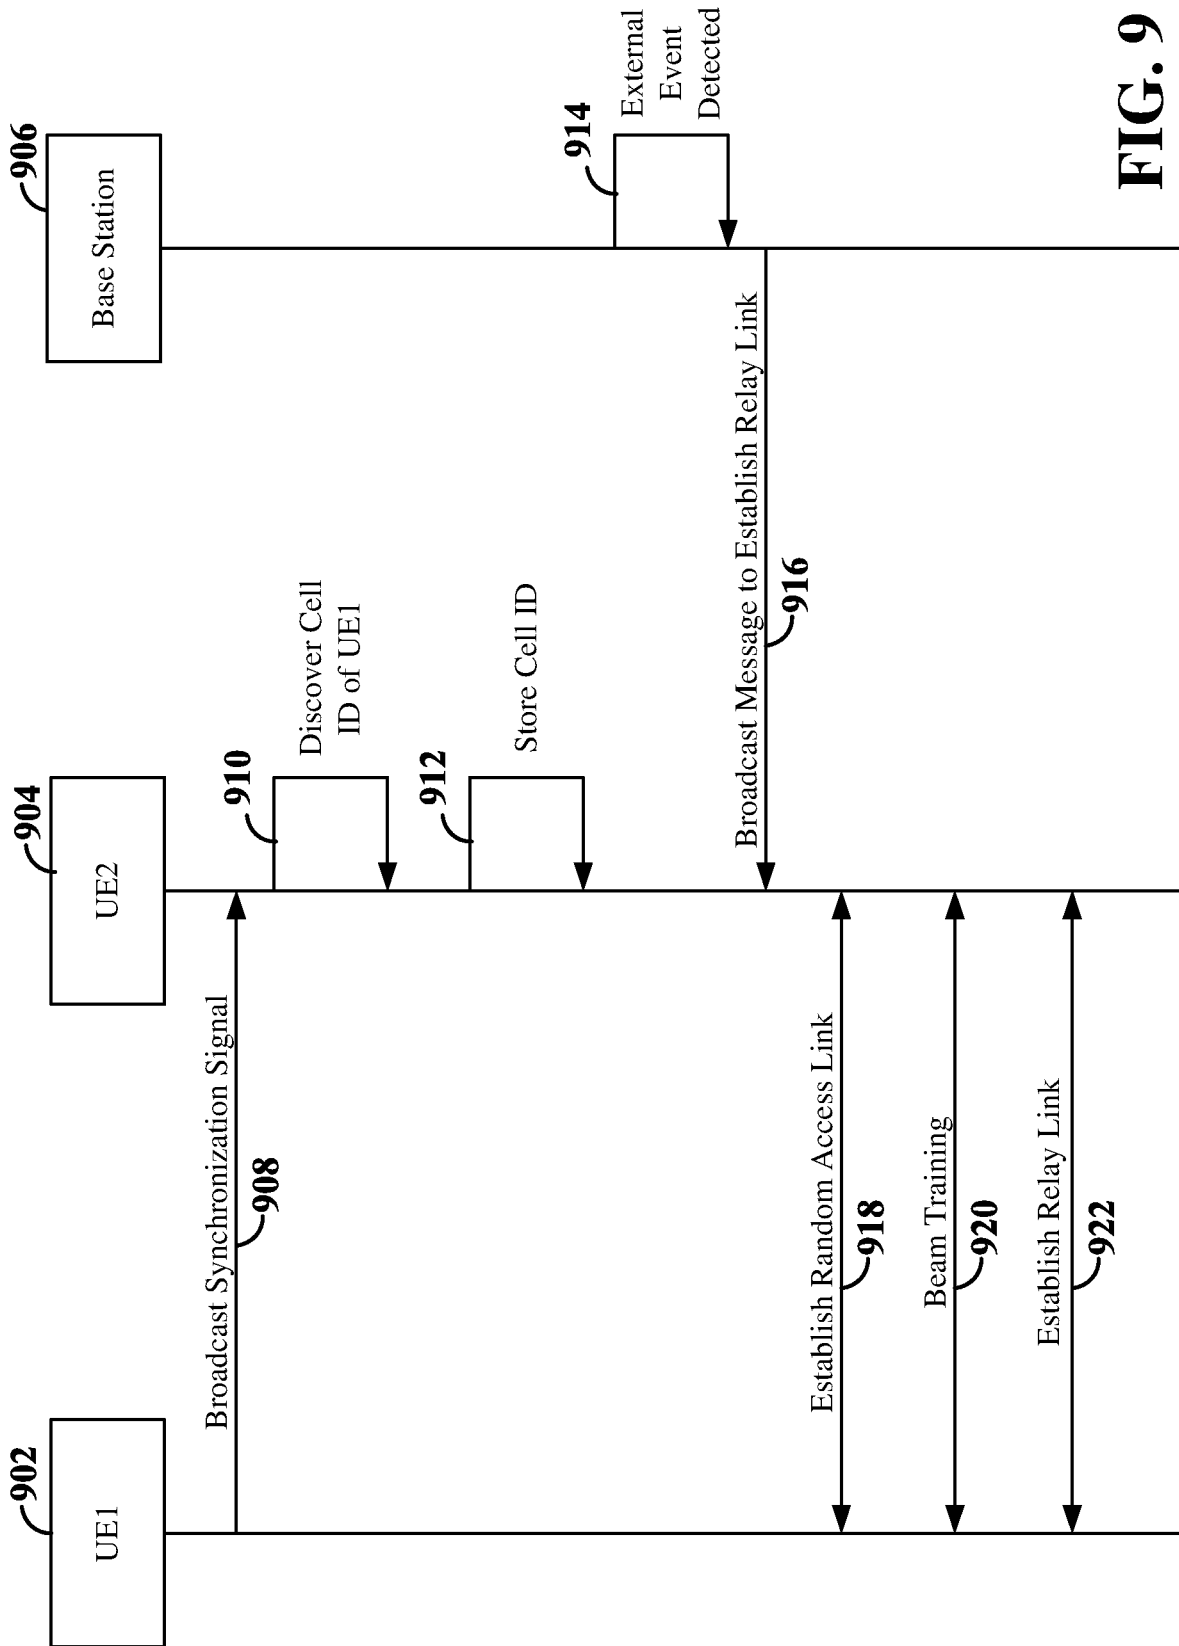 902
UE1
904
UE2
906
Base Station
Broadcast Synchronization Signal
908
910
Discover Cell
ID of UE1
912
Store Cell ID
914
External
Event
Detected
Broadcast Message to Establish Relay Link
916
Establish Random Access Link
918
Beam Training
920
Establish Relay Link
922
FIG. 9